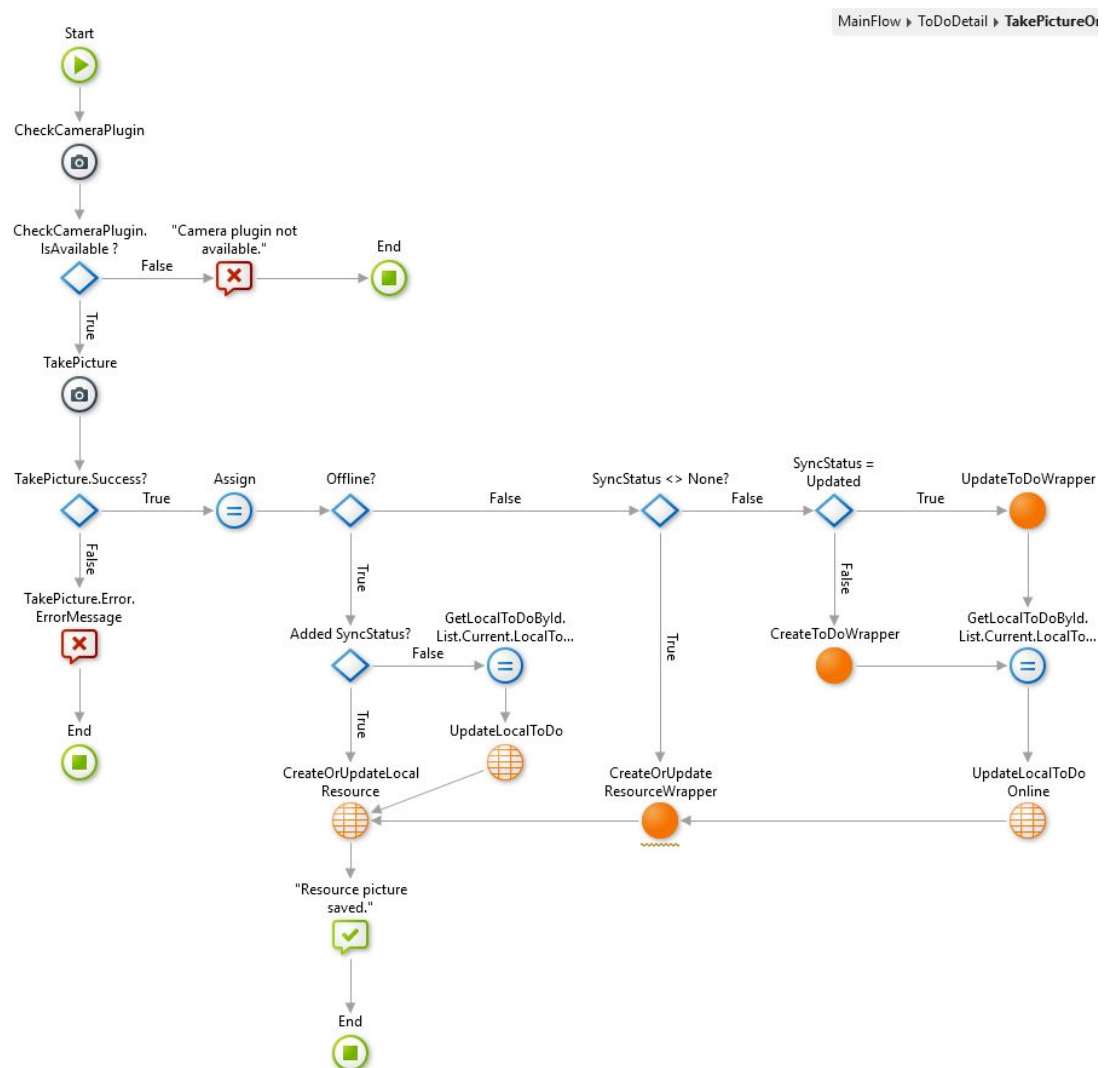 MainFlow ▸ ToDoDetail ▸ TakePictureOn
Start
CheckCameraPlugin
CheckCameraPlugin.
IsAvailable ?
False
"Camera plugin not
available."
End
True
TakePicture
TakePicture.Success?
True
Assign
Offline?
False
SyncStatus <> None?
False
SyncStatus =
Updated
True
UpdateToDoWrapper
False
TakePicture.Error.
ErrorMessage
True
Added SyncStatus?
False
GetLocalToDoById.
List.Current.LocalTo...
True
False
CreateToDoWrapper
GetLocalToDoById.
List.Current.LocalTo...
End
True
UpdateLocalToDo
CreateOrUpdateLocal
Resource
CreateOrUpdate
ResourceWrapper
UpdateLocalToDo
Online
"Resource picture
saved."
End